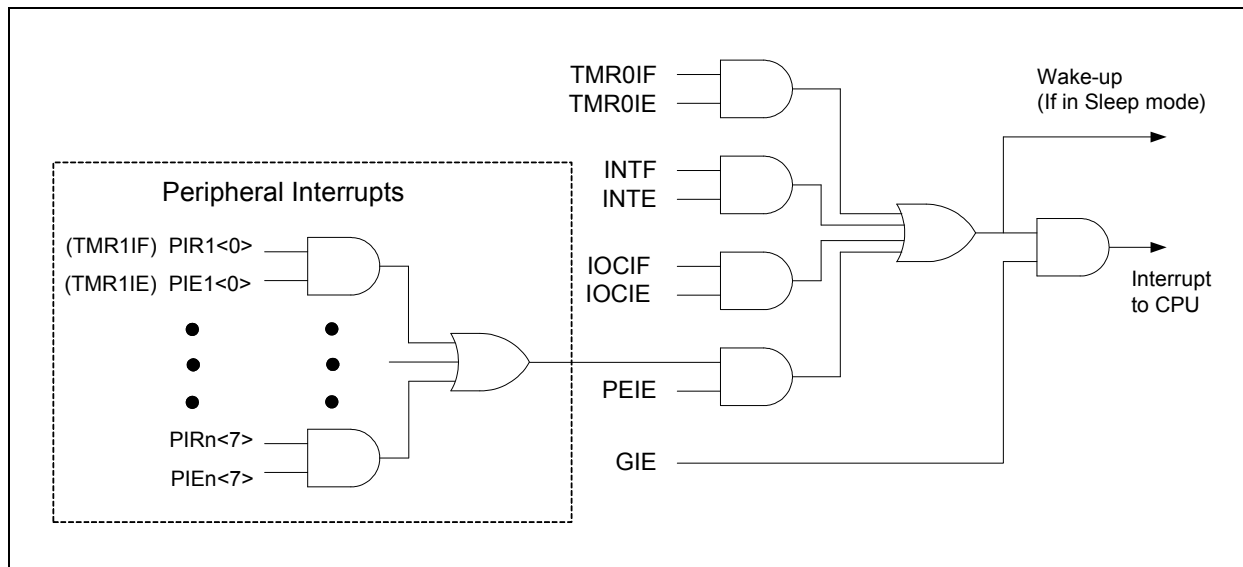 TMR0IF
TMR0IE
Wake-up
(If in Sleep mode)
INTF
INTE
Peripheral Interrupts
(TMR1IF) PIR1<0>
(TMR1IE) PIE1<0>
IOCIF
IOCIE
Interrupt
to CPU
PEIE
PIRn<7>
PIEn<7>
GIE